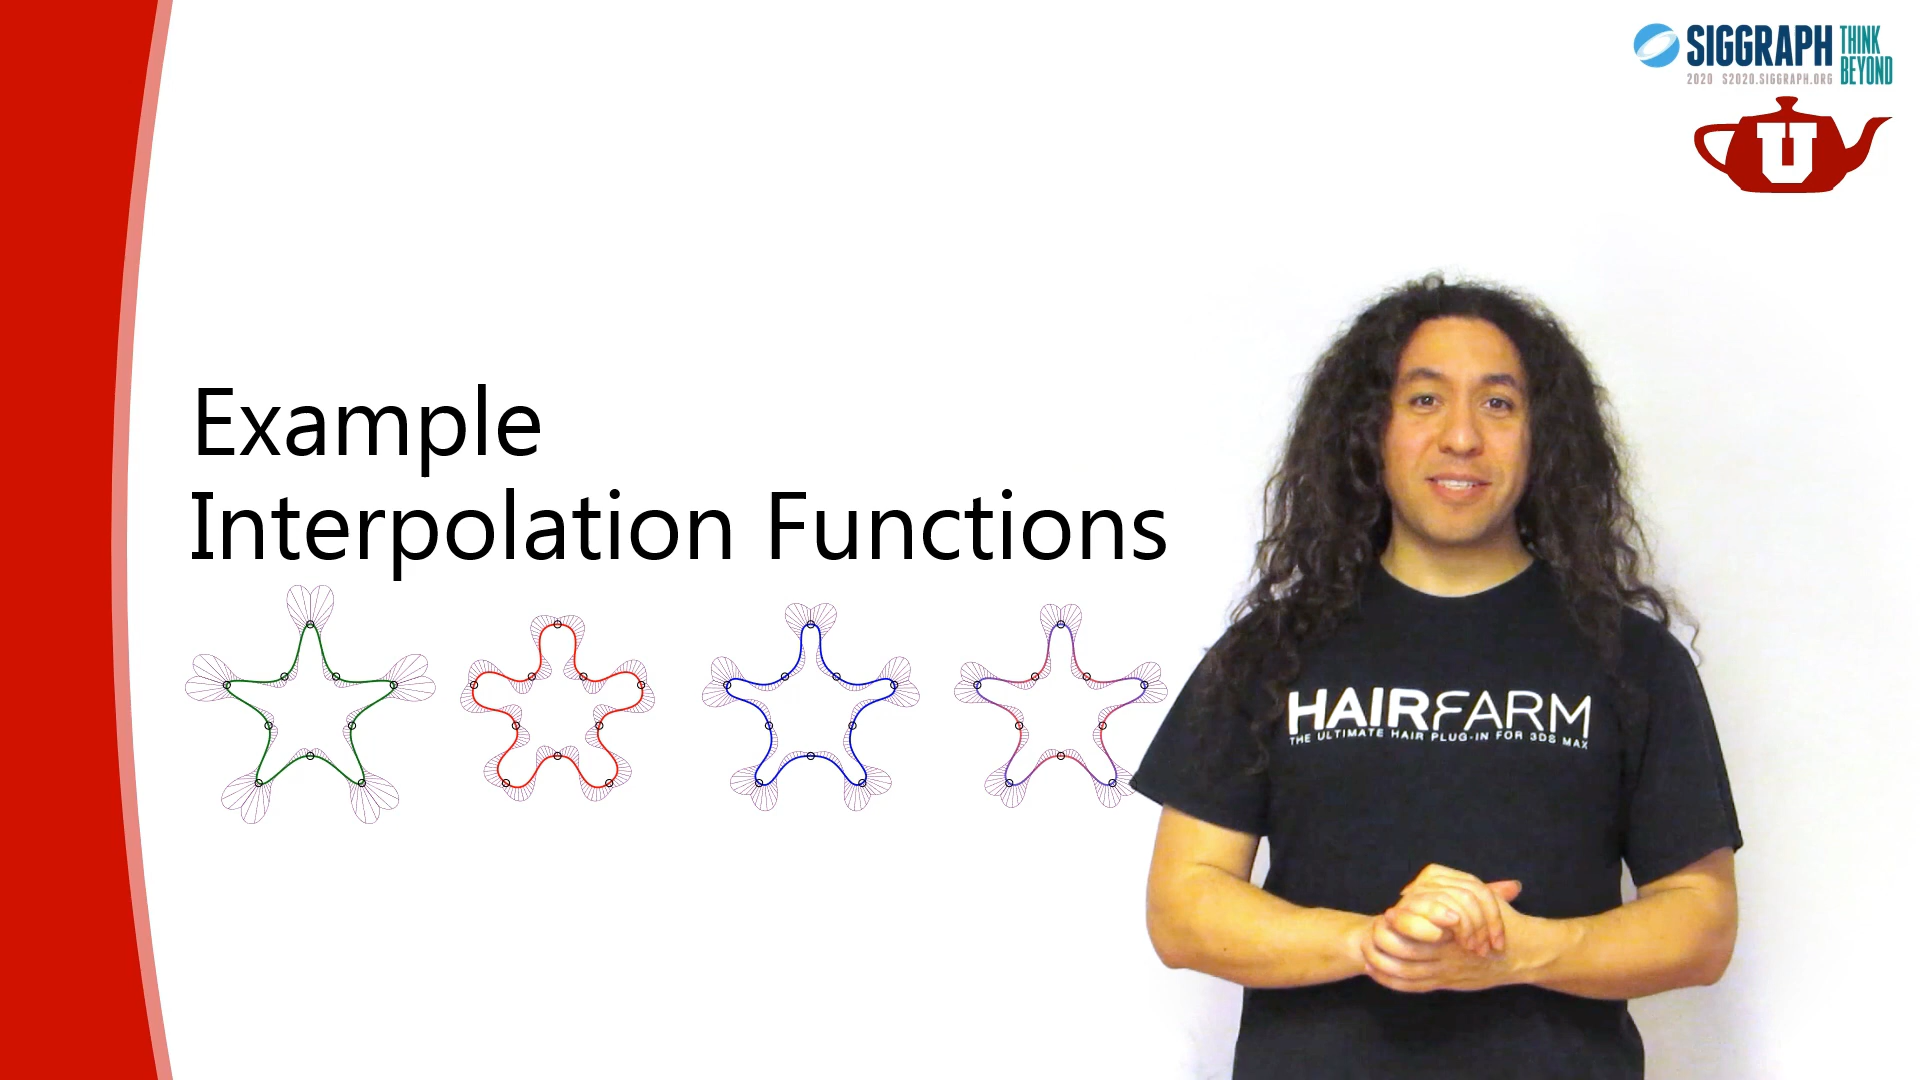 SIGGRAPH THINK BEYOND
2020 S2020.SIGGRAPH.ORG
U
Example
Interpolation Functions
HAIRFARM
THE ULTIMATE HAIR PLUG-IN FOR 3DS MAX